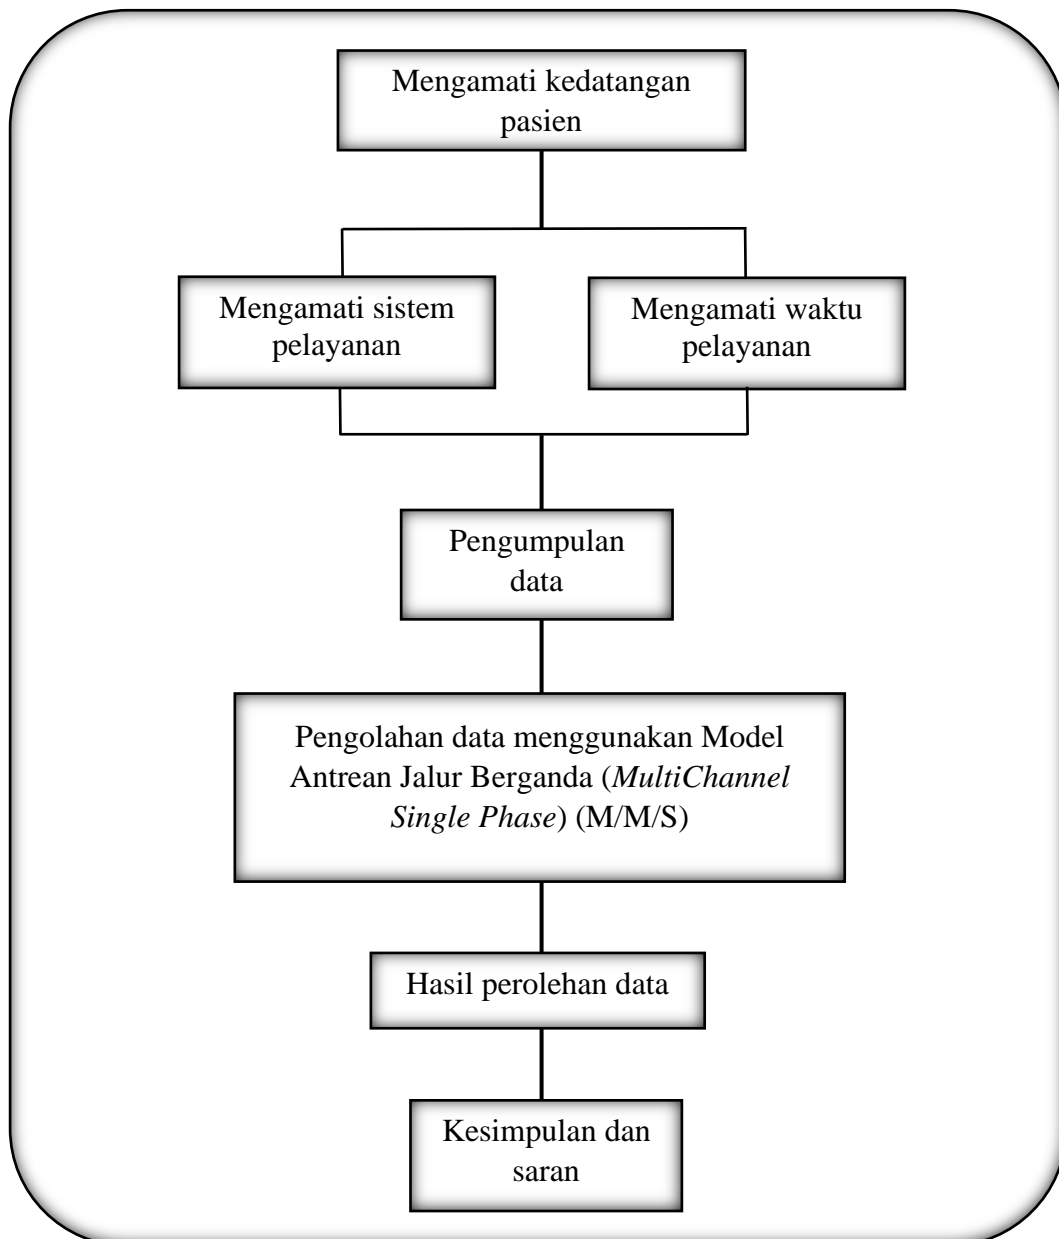 Mengamati kedatangan
pasien
Mengamati sistem
pelayanan
Mengamati waktu
pelayanan
Pengumpulan
data
Pengolahan data menggunakan Model
Antrean Jalur Berganda (MultiChannel
Single Phase) (M/M/S)
Hasil perolehan data
Kesimpulan dan
saran